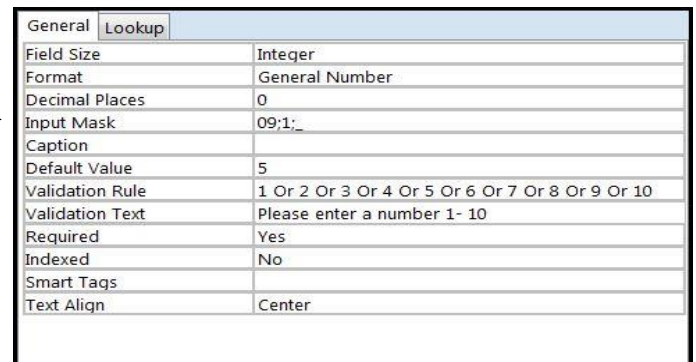 General Lookup
Field Size Integer
Format General Number
Decimal Places 0
Input Mask 09;1;_
Caption
Default Value 5
Validation Rule 1 Or 2 Or 3 Or 4 Or 5 Or 6 Or 7 Or 8 Or 9 Or 10
Validation Text Please enter a number 1- 10
Required Yes
Indexed No
Smart Tags
Text Align Center